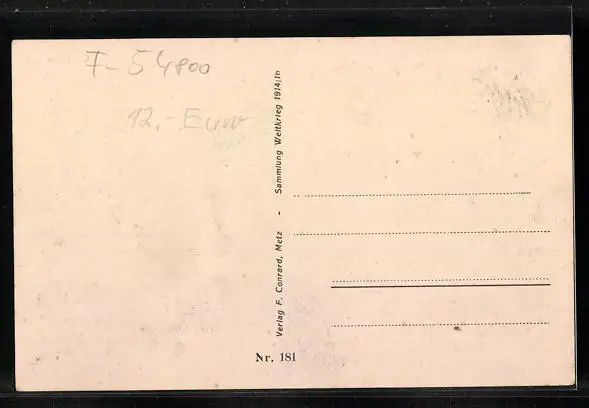 F-54800
12.- Euro
Verlag F. Conrard, Metz - Sammlung Weltkrieg 1914/16
Nr. 181